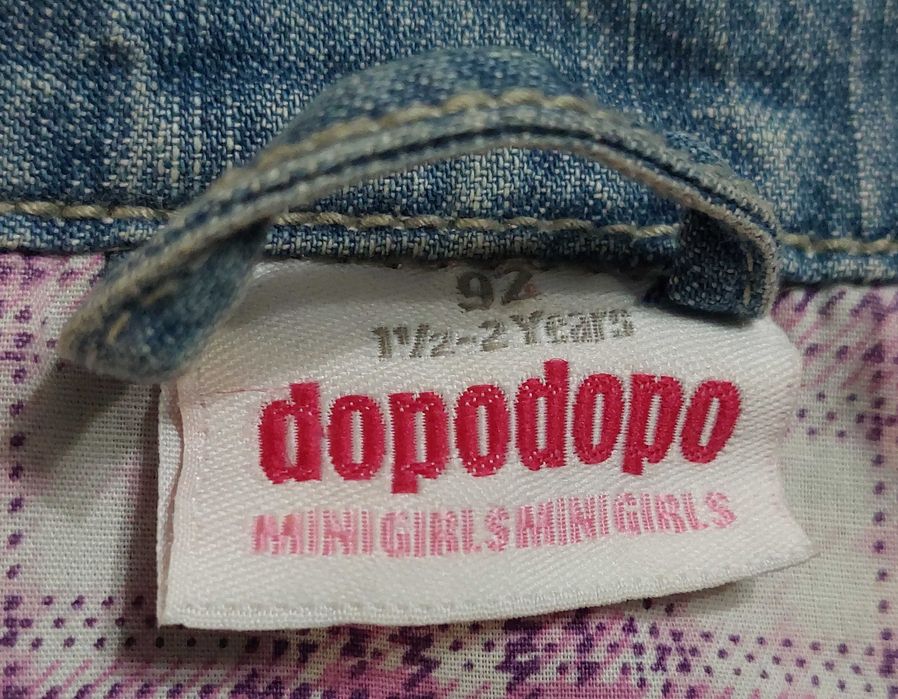 92
1½-2 Years
dopodopo
MINI GIRLS MINI GIRLS